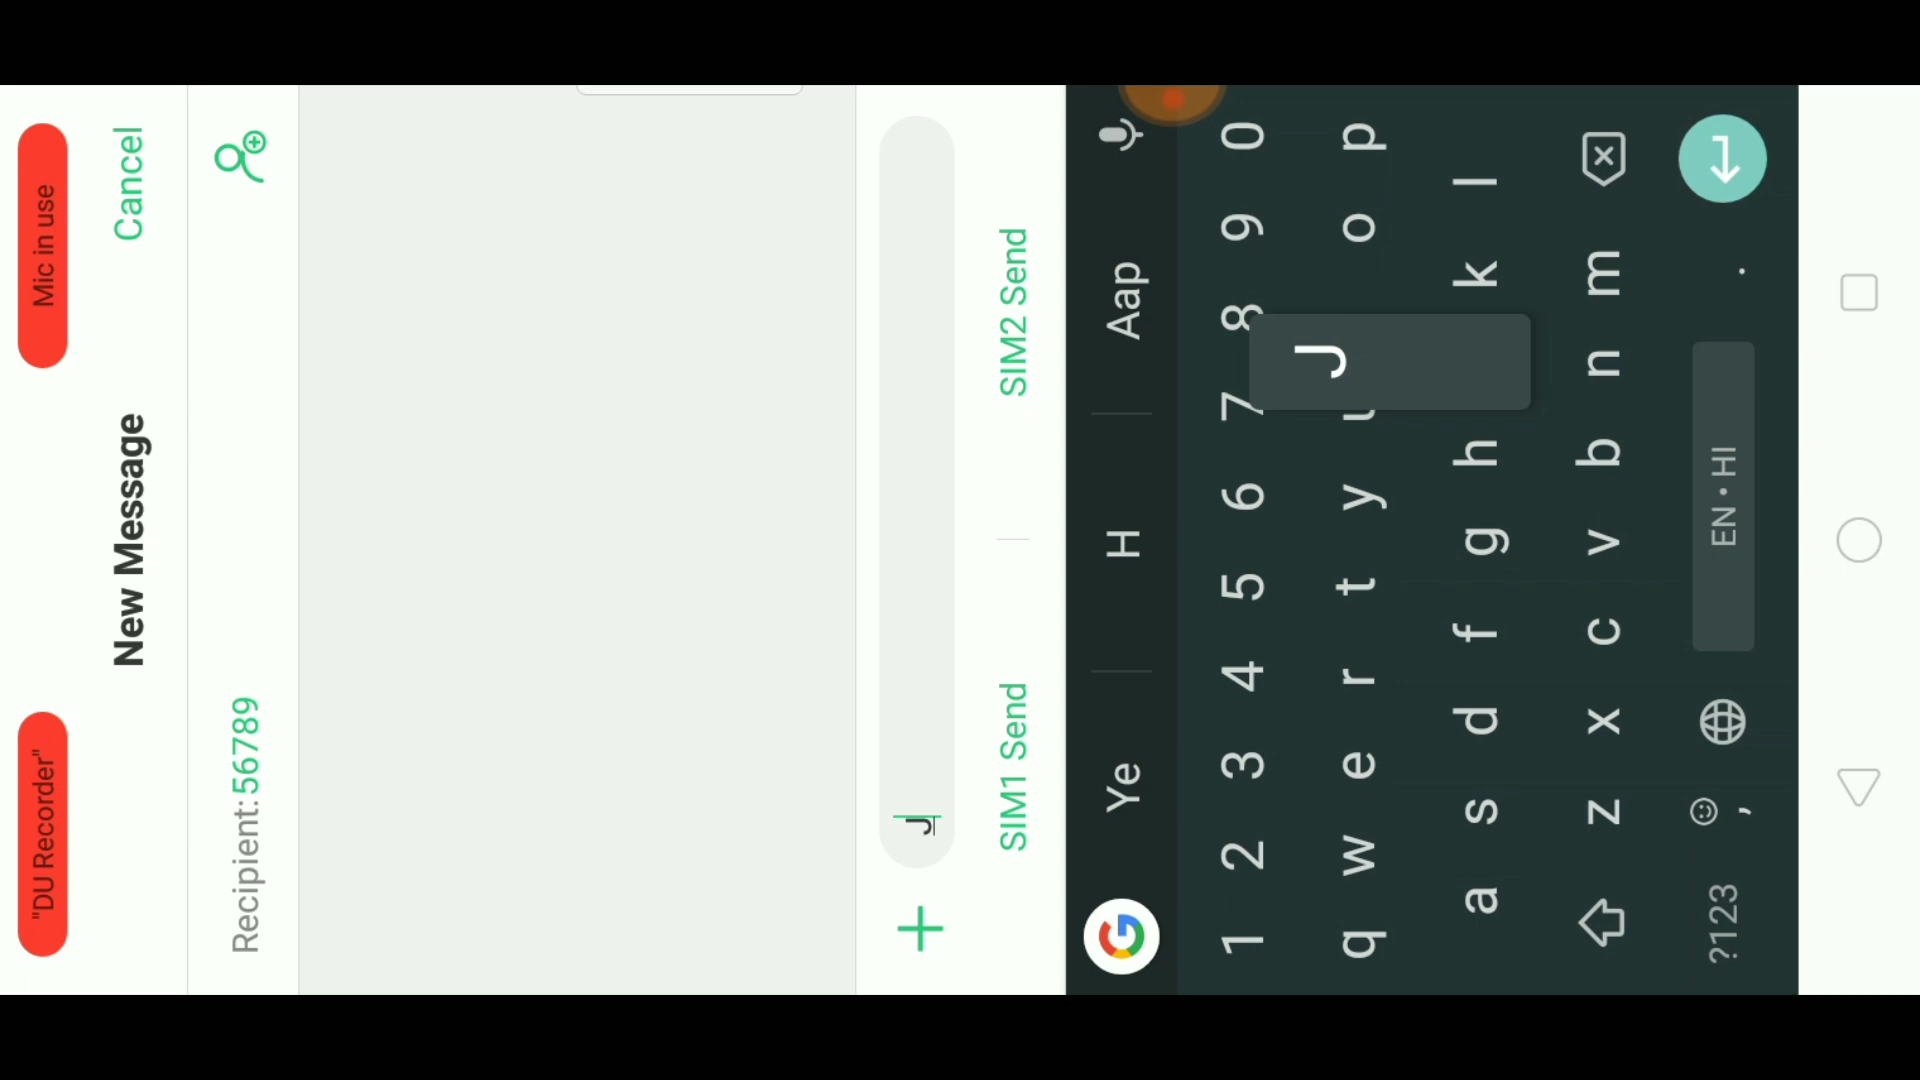 "DU Recorder" Mic in use
New Message Cancel
Recipient: 56789
J
SIM1 Send SIM2 Send
Ye H Aap
1 2 3 4 5 6 7 8 9 0
q w e r t y u o p
J
a s d f g h k l
z x c v b n m
?123 , EN • HI .